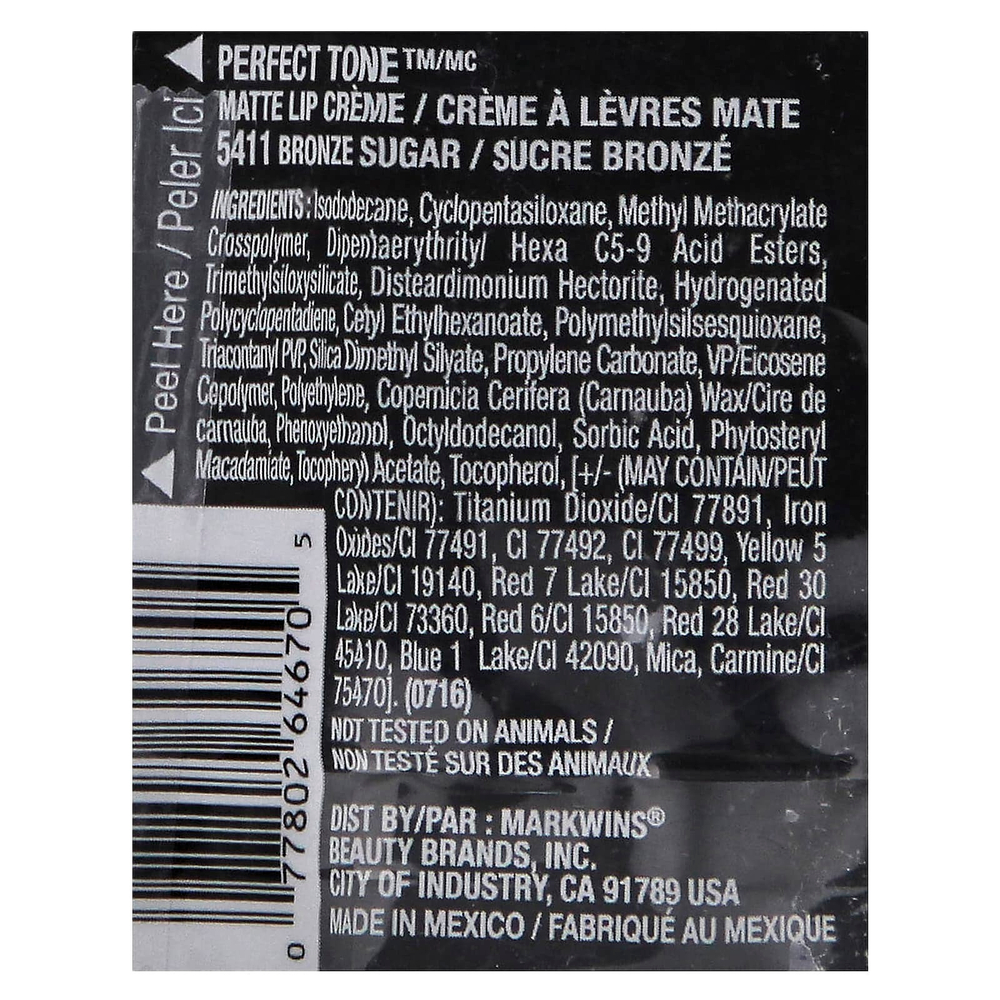 PERFECT TONE™/MC
MATTE LIP CRÈME / CRÈME À LÈVRES MATE
5411 BRONZE SUGAR / SUCRE BRONZÉ
INGREDIENTS: Isododecane, Cyclopentasiloxane, Methyl Methacrylate
Crosspolymer, Dipentaerythrityl Hexa C5-9 Acid Esters,
Trimethylsiloxysilicate, Disteardimonium Hectorite, Hydrogenated
Polycyclopentadiene, Cetyl Ethylhexanoate, Polymethylsilsesquioxane,
Triacontanyl PVP, Silica Dimethyl Silyate, Propylene Carbonate, VP/Eicosene
Copolymer, Polyethylene, Copernicia Cerifera (Carnauba) Wax/Cire de
carnauba, Phenoxyethanol, Octyldodecanol, Sorbic Acid, Phytosteryl
Macadamiate, Tocopheryl Acetate, Tocopherol, [+/- (MAY CONTAIN/PEUT
CONTENIR): Titanium Dioxide/CI 77891, Iron
Oxides/CI 77491, CI 77492, CI 77499, Yellow 5
Lake/CI 19140, Red 7 Lake/CI 15850, Red 30
Lake/CI 73360, Red 6/CI 15850, Red 28 Lake/CI
45410, Blue 1 Lake/CI 42090, Mica, Carmine/CI
75470]. (0716)
NOT TESTED ON ANIMALS /
NON TESTÉ SUR DES ANIMAUX
DIST BY/PAR : MARKWINS®
BEAUTY BRANDS, INC.
CITY OF INDUSTRY, CA 91789 USA
MADE IN MEXICO / FABRIQUÉ AU MEXIQUE
Peel Here / Peler Ici
0 77802 64670 5